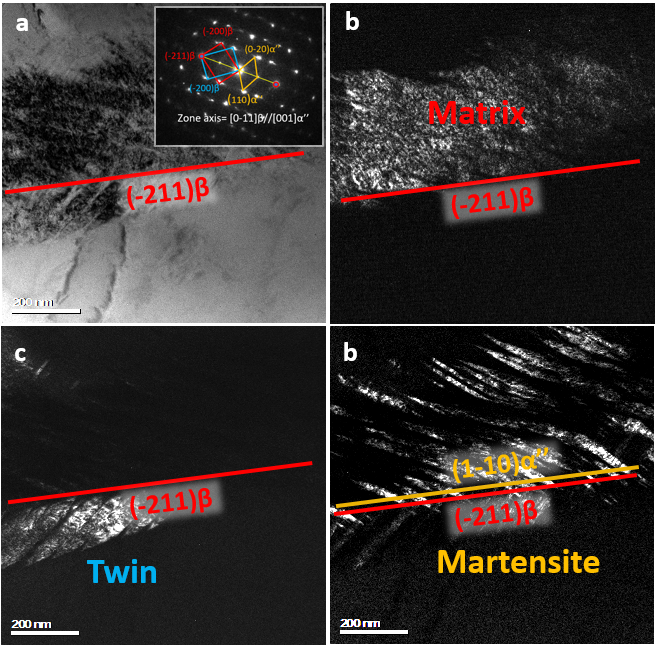 a
(-200)β
(-211)β
(0-20)α″
(-200)β
(110)α″
Zone axis= [0-11]β//[001]α″
(-211)β
200 nm
b
Matrix
(-211)β
c
(-211)β
Twin
200 nm
b
(1-10)α″
(-211)β
Martensite
200 nm